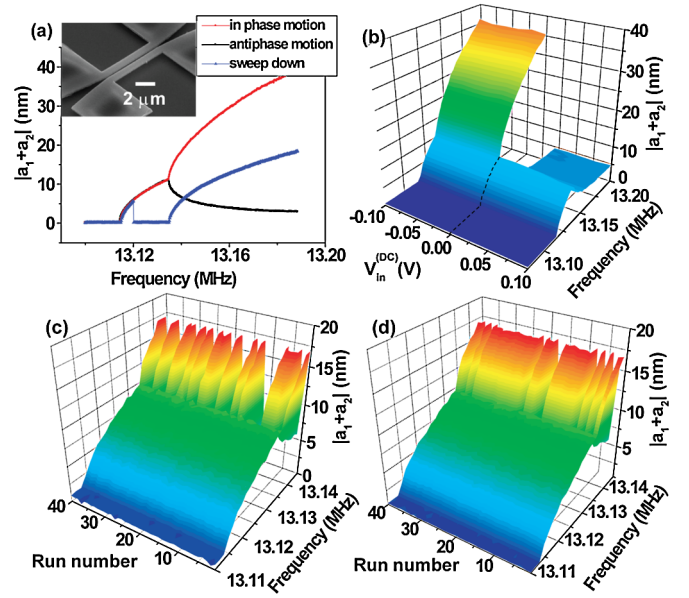 (a)
in phase motion
antiphase motion
sweep down
2 μm
|a1+a2| (nm)
40
30
20
10
0
13.12
13.16
13.20
Frequency (MHz)
(b)
|a1+a2| (nm)
40
30
20
10
0
-0.10
-0.05
0.00
0.05
0.10
Vin(DC)(V)
13.10
13.15
13.20
Frequency (MHz)
(c)
|a1+a2| (nm)
20
15
10
5
0
40
30
20
10
Run number
13.11
13.12
13.13
13.14
Frequency (MHz)
(d)
|a1+a2| (nm)
20
15
10
5
40
30
20
10
Run number
13.11
13.12
13.13
13.14
Frequency (MHz)